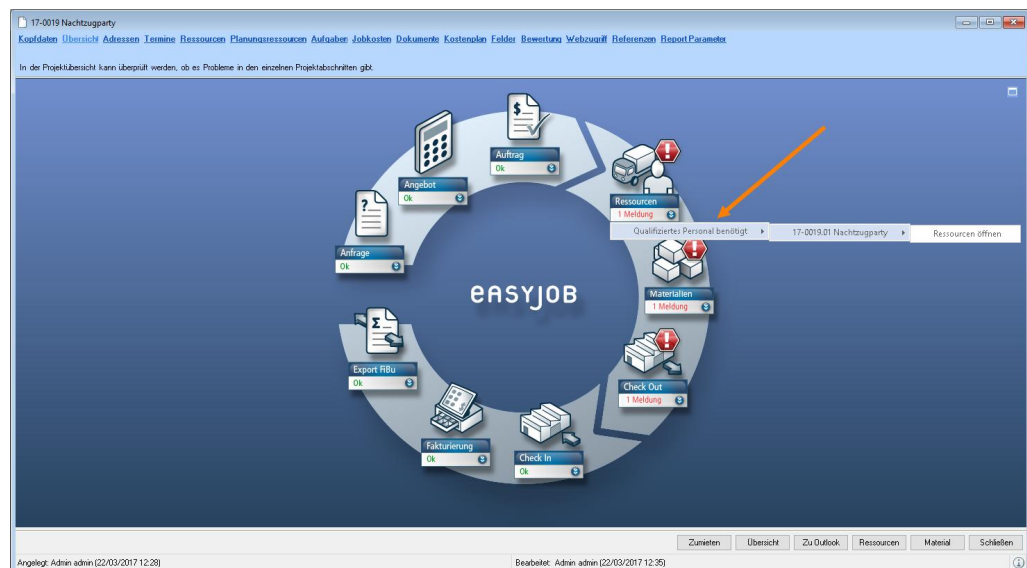 17-0019 Nachtzugparty
Kopfdaten Übersicht Adressen Termine Ressourcen Planungsressourcen Aufgaben Jobkosten Dokumente Kostenplan Felder Bewertung Webzugriff Referenzen Report Parameter
In der Projektübersicht kann überprüft werden, ob es Probleme in den einzelnen Projektabschnitten gibt.
Auftrag
Ok
Angebot
Ok
Ressourcen
1 Meldung
Qualifiziertes Personal benötigt 17-0019.01 Nachtzugparty Ressourcen öffnen
Anfrage
Ok
easyjob
Materialien
1 Meldung
Export FiBu
Ok
Check Out
1 Meldung
Fakturierung
Ok
Check In
Ok
Zumieten Übersicht Zu Outlook Ressourcen Material Schließen
Angelegt: Admin admin (22/03/2017 12:28) Bearbeitet: Admin admin (22/03/2017 12:35)